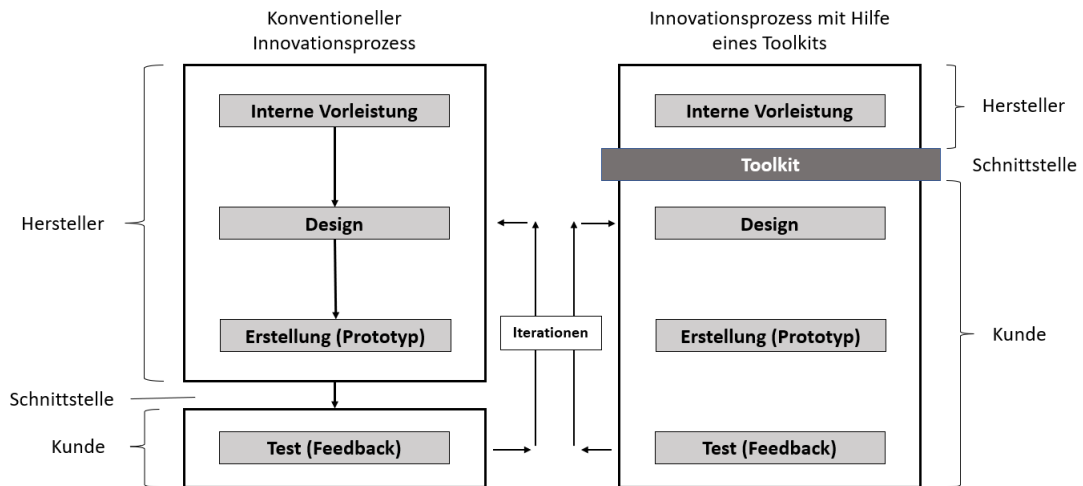 Konventioneller
Innovationsprozess
Innovationsprozess mit Hilfe
eines Toolkits
Hersteller
Interne Vorleistung
Design
Erstellung (Prototyp)
Schnittstelle
Kunde
Test (Feedback)
Iterationen
Interne Vorleistung
Hersteller
Toolkit
Schnittstelle
Design
Erstellung (Prototyp)
Kunde
Test (Feedback)